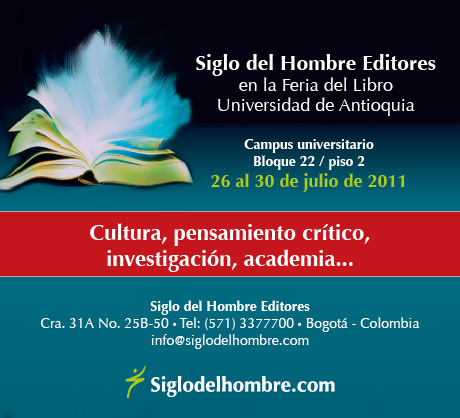 Siglo del Hombre Editores
en la Feria del Libro
Universidad de Antioquia
Campus universitario
Bloque 22 / piso 2
26 al 30 de julio de 2011
Cultura, pensamiento crítico,
investigación, academia...
Siglo del Hombre Editores
Cra. 31A No. 25B-50 • Tel: (571) 3377700 • Bogotá - Colombia
info@siglodelhombre.com
Siglodelhombre.com